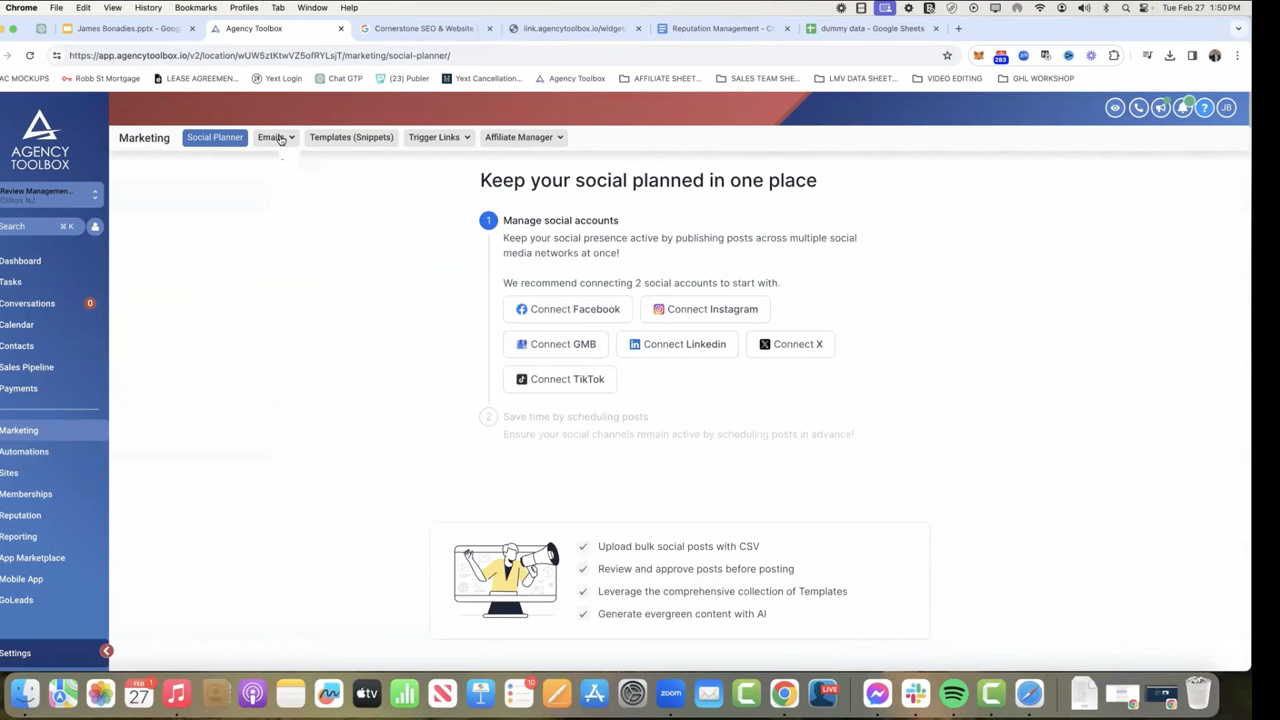 Chrome File Edit View History Bookmarks Profiles Tab Window Help
Tue Feb 27 1:50 PM
James Bonadies.pptx - Goog
Agency Toolbox
Cornerstone SEO & Website
link.agencytoolbox.io/widget
Reputation Management - C
dummy data - Google Sheets
https://app.agencytoolbox.io/v2/location/wUW5ztKtwVZ5ofRYLsjT/marketing/social-planner/
283
AC MOCKUPS
Robb St Mortgage
LEASE AGREEMEN...
Yext Login
Chat GTP
(23) Publer
Yext Cancellation...
Agency Toolbox
AFFILIATE SHEET...
SALES TEAM SHE...
LMV DATA SHEET...
VIDEO EDITING
GHL WORKSHOP
JB
AGENCY
TOOLBOX
Marketing
Social Planner
Emails
Templates (Snippets)
Trigger Links
Affiliate Manager
Review Managemen...
Clifton, NJ
Search
⌘ K
Dashboard
Tasks
Conversations
0
Calendar
Contacts
Sales Pipeline
Payments
Marketing
Automations
Sites
Memberships
Reputation
Reporting
App Marketplace
Mobile App
GoLeads
Settings
Keep your social planned in one place
1
Manage social accounts
Keep your social presence active by publishing posts across multiple social
media networks at once!
We recommend connecting 2 social accounts to start with.
Connect Facebook
Connect Instagram
Connect GMB
Connect Linkedin
Connect X
Connect TikTok
2
Save time by scheduling posts
Ensure your social channels remain active by scheduling posts in advance!
Upload bulk social posts with CSV
Review and approve posts before posting
Leverage the comprehensive collection of Templates
Generate evergreen content with AI
FEB
27
tv
10
zoom
LIVE